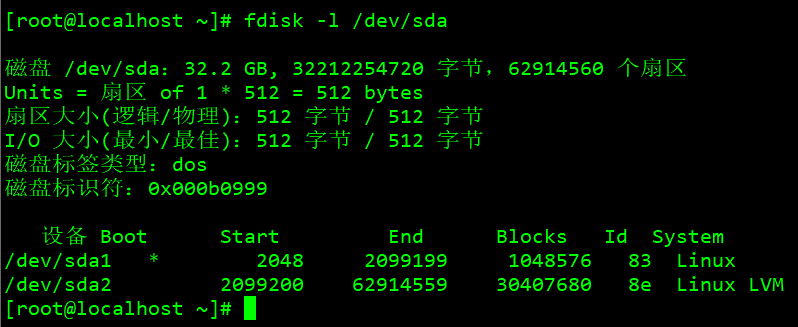 [root@localhost ~]# fdisk -l /dev/sda
磁盘 /dev/sda：32.2 GB, 32212254720 字节，62914560 个扇区
Units = 扇区 of 1 * 512 = 512 bytes
扇区大小(逻辑/物理)：512 字节 / 512 字节
I/O 大小(最小/最佳)：512 字节 / 512 字节
磁盘标签类型：dos
磁盘标识符：0x000b0999
设备 Boot      Start         End      Blocks   Id  System
/dev/sda1   *        2048     2099199     1048576   83  Linux
/dev/sda2         2099200    62914559    30407680   8e  Linux LVM
[root@localhost ~]#